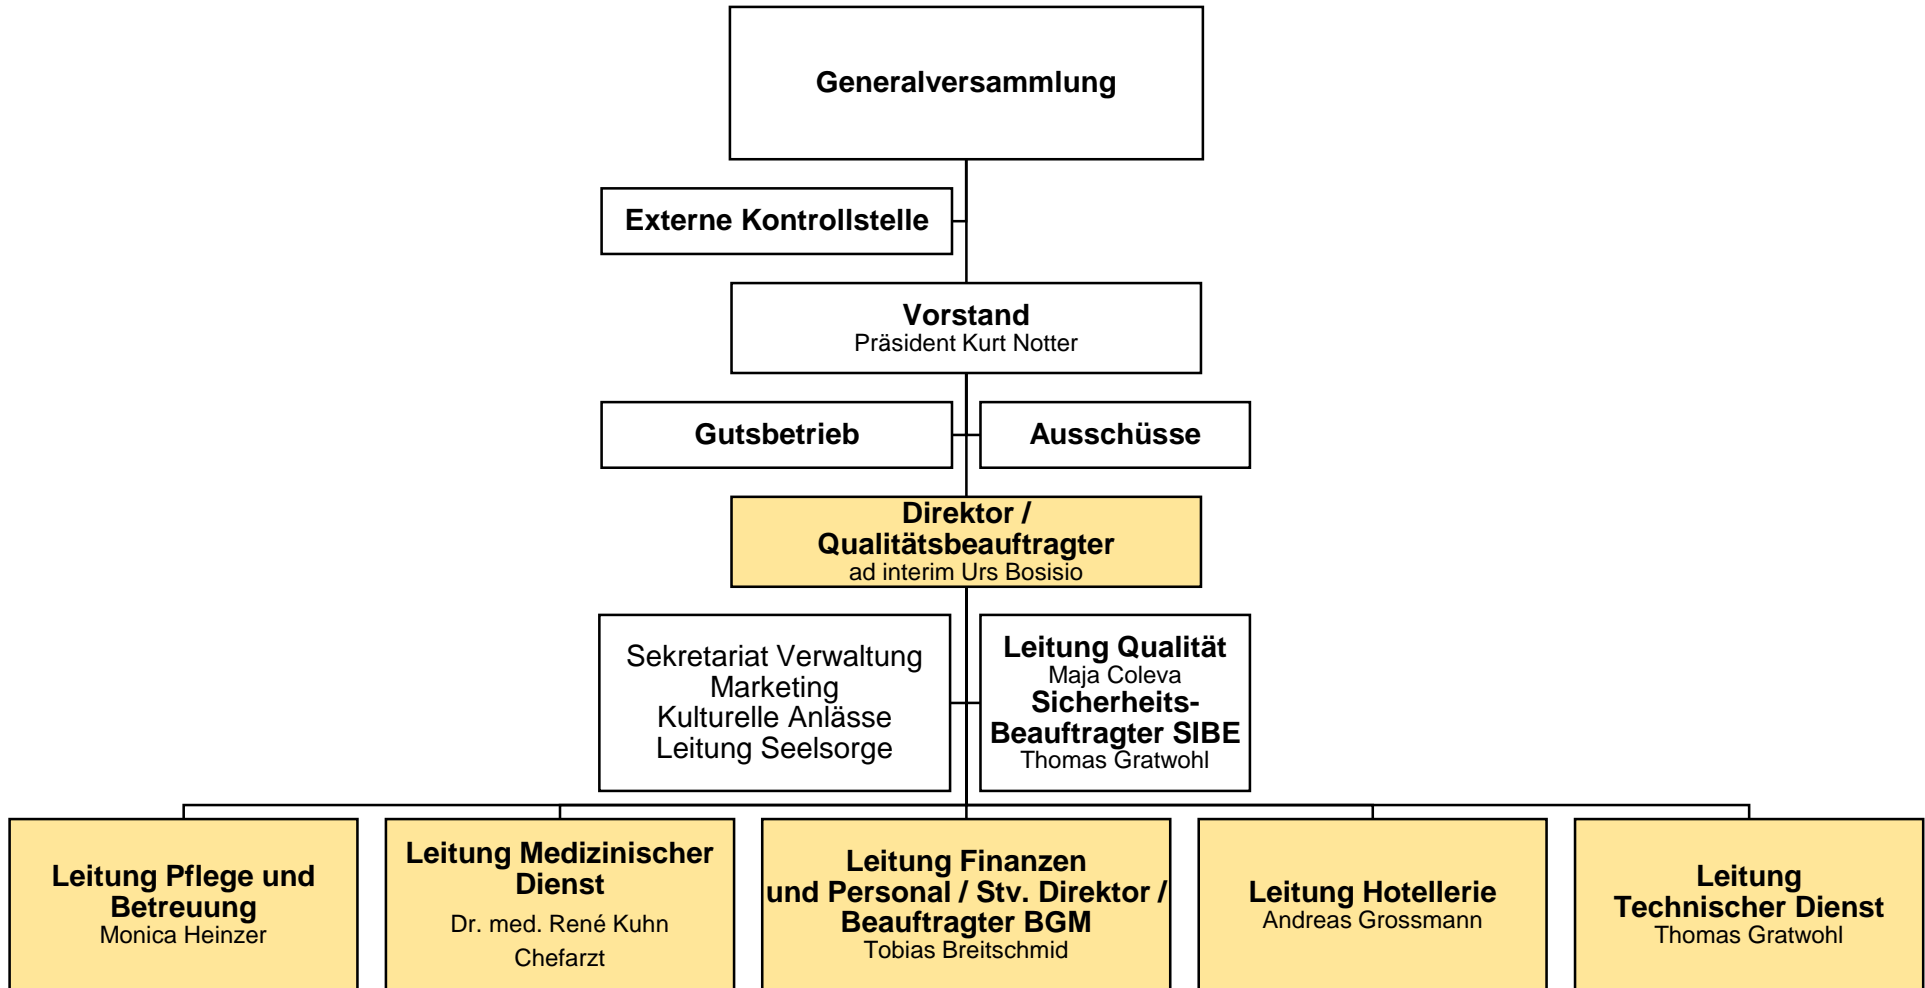 Generalversammlung
Externe Kontrollstelle
Vorstand
Präsident Kurt Notter
Gutsbetrieb
Ausschüsse
Direktor /
Qualitätsbeauftragter
ad interim Urs Bosisio
Sekretariat Verwaltung
Marketing
Kulturelle Anlässe
Leitung Seelsorge
Leitung Qualität
Maja Coleva
Sicherheits-
Beauftragter SIBE
Thomas Gratwohl
Leitung Pflege und
Betreuung
Monica Heinzer
Leitung Medizinischer
Dienst
Dr. med. René Kuhn
Chefarzt
Leitung Finanzen
und Personal / Stv. Direktor /
Beauftragter BGM
Tobias Breitschmid
Leitung Hotellerie
Andreas Grossmann
Leitung
Technischer Dienst
Thomas Gratwohl